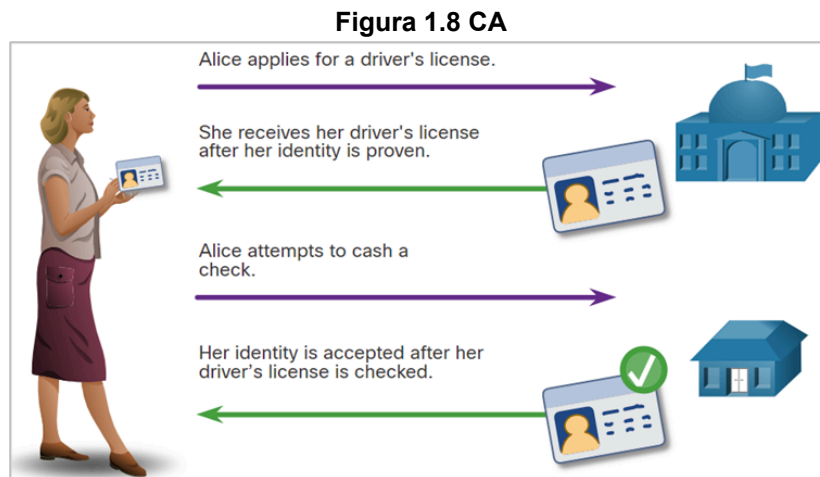 Figura 1.8 CA
Alice applies for a driver's license.
She receives her driver's license
after her identity is proven.
Alice attempts to cash a
check.
Her identity is accepted after her
driver's license is checked.